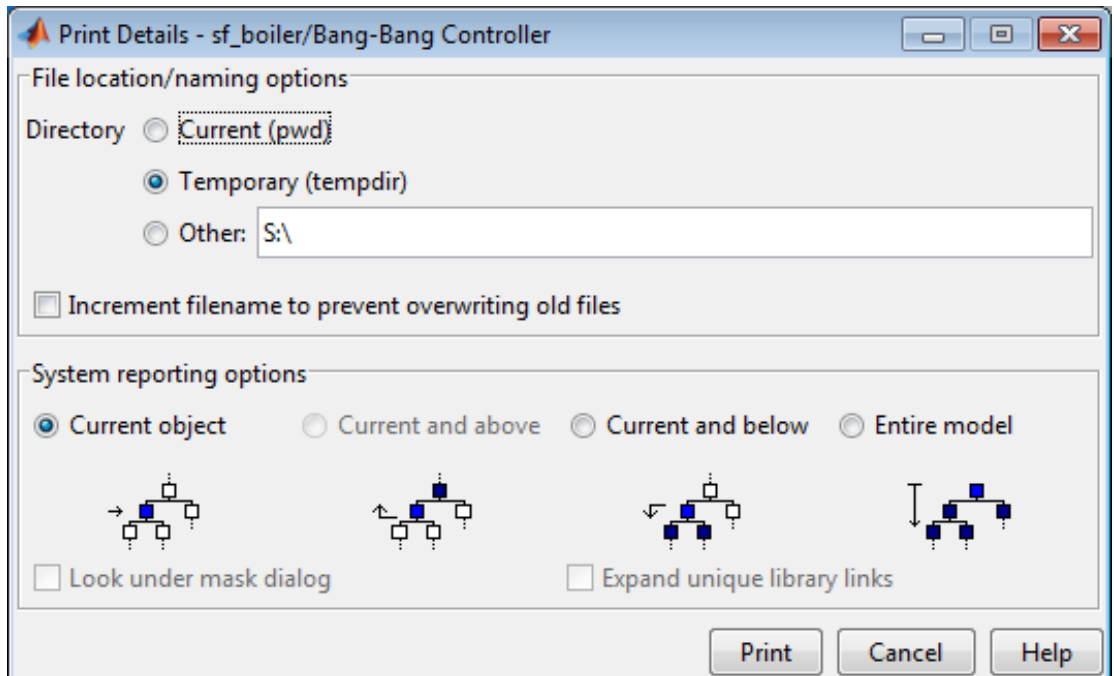 Print Details - sf_boiler/Bang-Bang Controller
File location/naming options
Directory Current (pwd)
Temporary (tempdir)
Other: S:\
Increment filename to prevent overwriting old files
System reporting options
Current object Current and above Current and below Entire model
Look under mask dialog Expand unique library links
Print Cancel Help